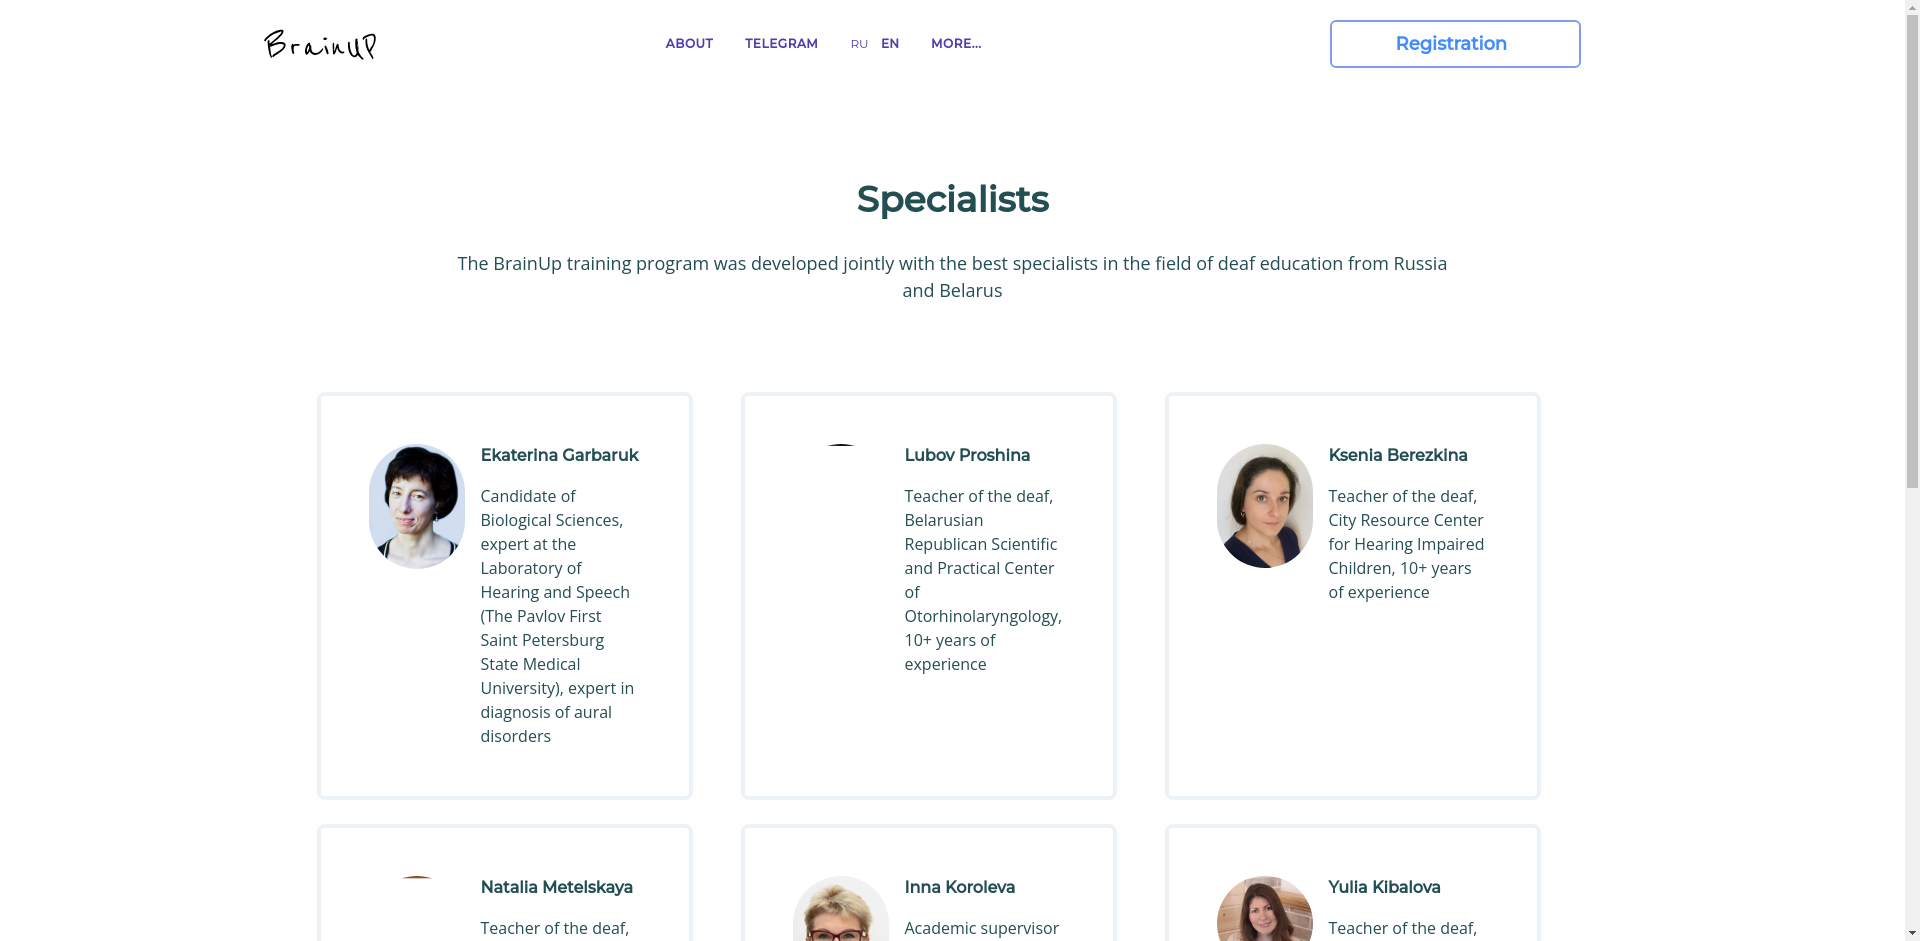 BrainUP
ABOUT
TELEGRAM
RU
EN
MORE...
Registration
Specialists
The BrainUp training program was developed jointly with the best specialists in the field of deaf education from Russia
and Belarus
Ekaterina Garbaruk
Candidate of
Biological Sciences,
expert at the
Laboratory of
Hearing and Speech
(The Pavlov First
Saint Petersburg
State Medical
University), expert in
diagnosis of aural
disorders
Lubov Proshina
Teacher of the deaf,
Belarusian
Republican Scientific
and Practical Center
of
Otorhinolaryngology,
10+ years of
experience
Ksenia Berezkina
Teacher of the deaf,
City Resource Center
for Hearing Impaired
Children, 10+ years
of experience
Natalia Metelskaya
Teacher of the deaf,
Inna Koroleva
Academic supervisor
Yulia Kibalova
Teacher of the deaf,